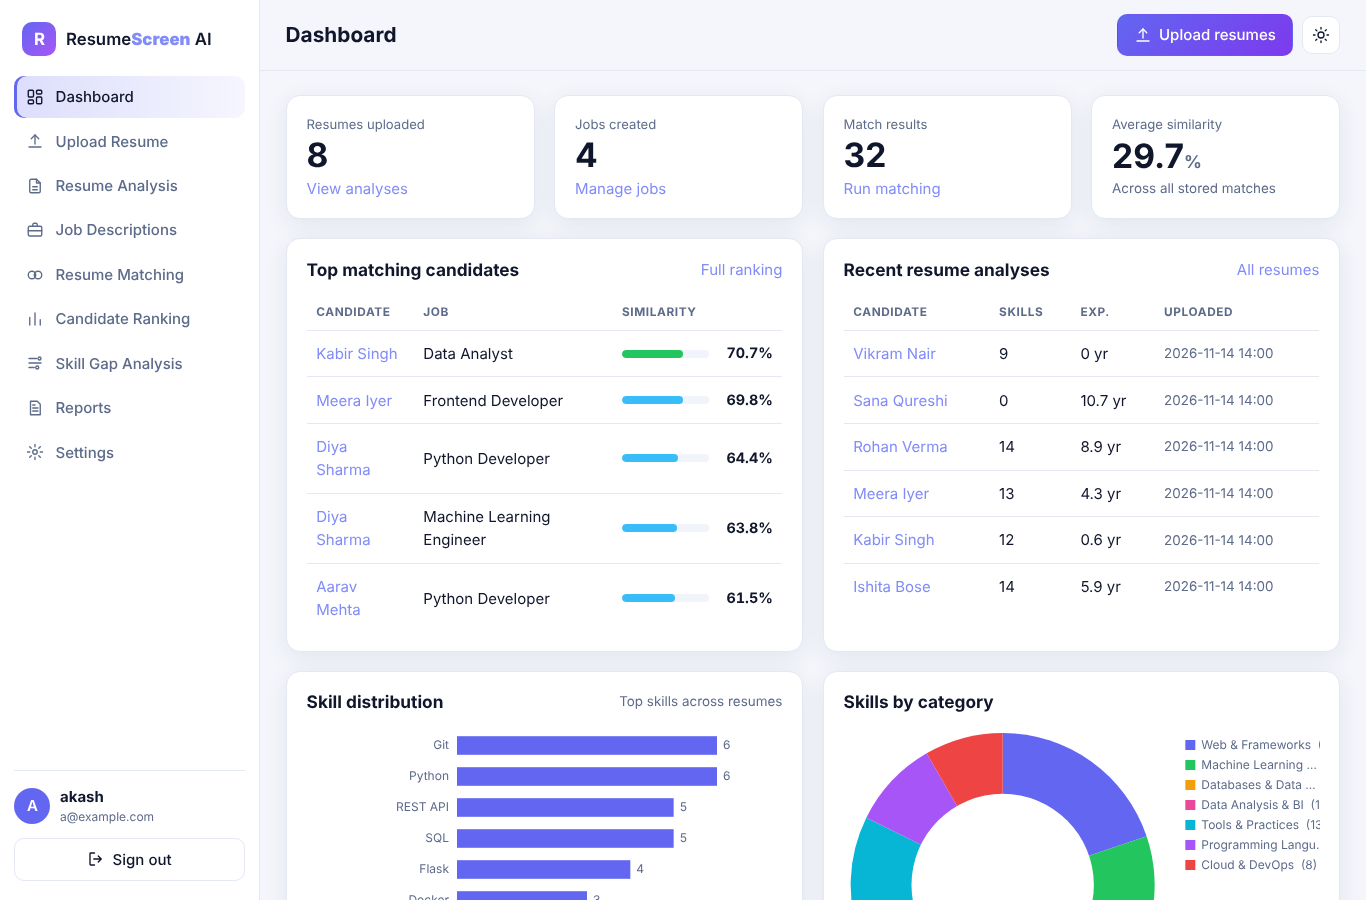 R ResumeScreen AI
Dashboard
Upload Resume
Resume Analysis
Job Descriptions
Resume Matching
Candidate Ranking
Skill Gap Analysis
Reports
Settings
A akash
a@example.com
Sign out
Dashboard
Upload resumes
Resumes uploaded
8
View analyses
Jobs created
4
Manage jobs
Match results
32
Run matching
Average similarity
29.7%
Across all stored matches
Top matching candidates Full ranking
CANDIDATE JOB SIMILARITY
Kabir Singh Data Analyst 70.7%
Meera Iyer Frontend Developer 69.8%
Diya
Sharma Python Developer 64.4%
Diya
Sharma Machine Learning
Engineer 63.8%
Aarav
Mehta Python Developer 61.5%
Recent resume analyses All resumes
CANDIDATE SKILLS EXP. UPLOADED
Vikram Nair 9 0 yr 2026-11-14 14:00
Sana Qureshi 0 10.7 yr 2026-11-14 14:00
Rohan Verma 14 8.9 yr 2026-11-14 14:00
Meera Iyer 13 4.3 yr 2026-11-14 14:00
Kabir Singh 12 0.6 yr 2026-11-14 14:00
Ishita Bose 14 5.9 yr 2026-11-14 14:00
Skill distribution Top skills across resumes
Git 6
Python 6
REST API 5
SQL 5
Flask 4
Docker 3
Skills by category
Web & Frameworks
Machine Learning ...
Databases & Data ...
Data Analysis & BI
Tools & Practices
Programming Langu.
Cloud & DevOps (8)